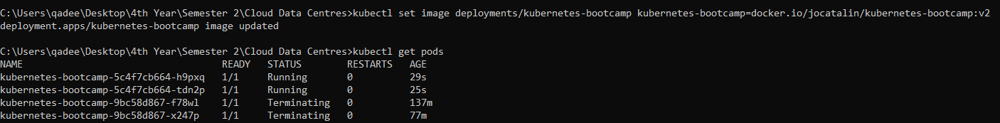 C:\Users\qadee\Desktop\4th Year\Semester 2\Cloud Data Centres>kubectl set image deployments/kubernetes-bootcamp kubernetes-bootcamp=docker.io/jocatalin/kubernetes-bootcamp:v2
deployment.apps/kubernetes-bootcamp image updated
C:\Users\qadee\Desktop\4th Year\Semester 2\Cloud Data Centres>kubectl get pods
NAME READY STATUS RESTARTS AGE
kubernetes-bootcamp-5c4f7cb664-h9pxq 1/1 Running 0 29s
kubernetes-bootcamp-5c4f7cb664-tdn2p 1/1 Running 0 25s
kubernetes-bootcamp-9bc58d867-f78wl 1/1 Terminating 0 137m
kubernetes-bootcamp-9bc58d867-x247p 1/1 Terminating 0 77m